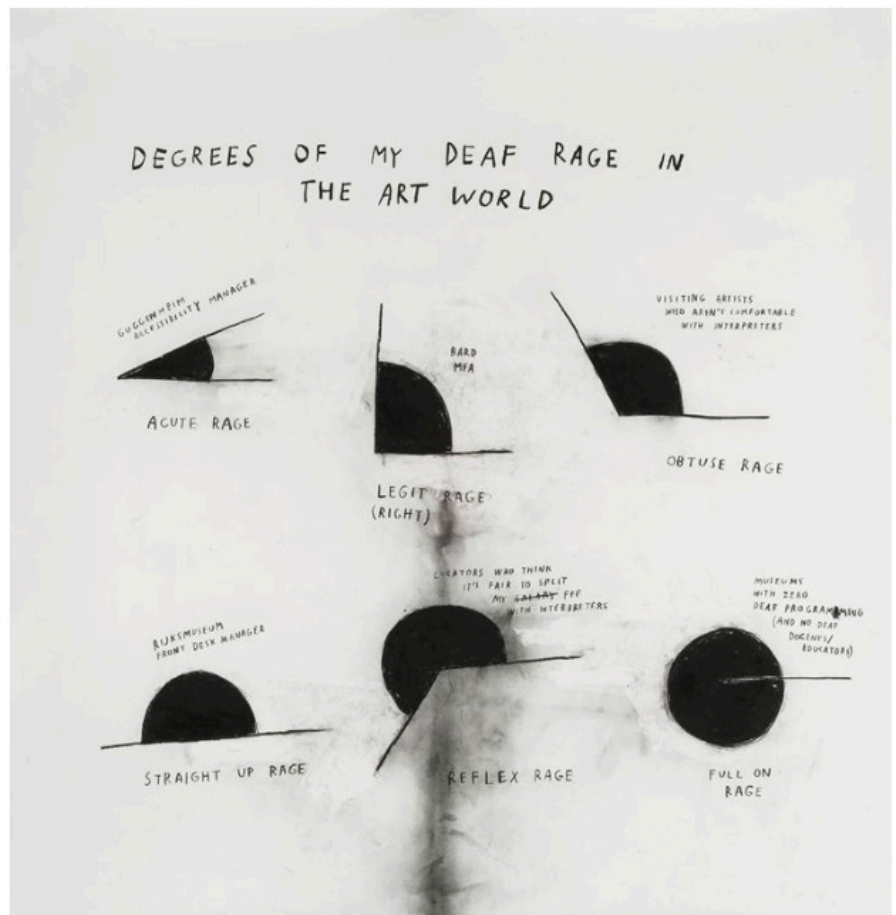 DEGREES OF MY DEAF RAGE IN
THE ART WORLD
GUGGENHEIM
ACCESSIBILITY MANAGER
ACUTE RAGE
BARD
MFA
LEGIT RAGE
(RIGHT)
VISITING ARTISTS
WHO AREN'T COMFORTABLE
WITH INTERPRETERS
OBTUSE RAGE
RIJKSMUSEUM
FRONT DESK MANAGER
STRAIGHT UP RAGE
CURATORS WHO THINK
IT'S FAIR TO SPLIT
MY SALARY FEE
WITH INTERPRETERS
REFLEX RAGE
MUSEUMS
WITH ZERO
DEAF PROGRAMMING
(AND NO DEAF
DOCENTS/
EDUCATORS)
FULL ON
RAGE